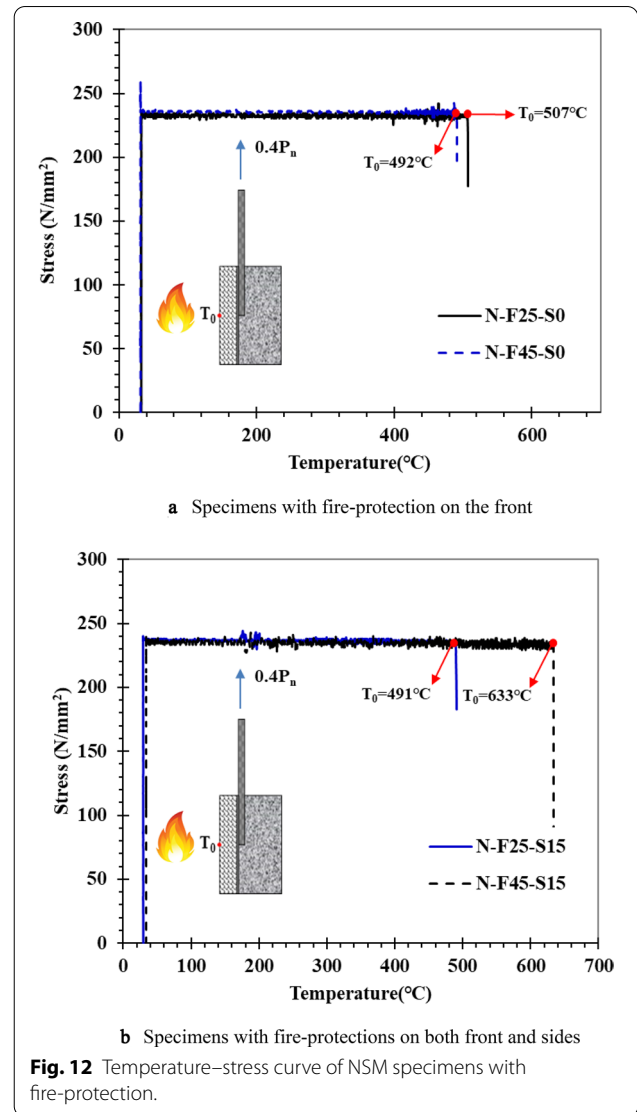 300
250
200
150
100
50
0
Stress (N/mm²)
0.4Pₙ
T₀=507℃
T₀=492℃
T₀
N-F25-S0
N-F45-S0
0 200 400 600
Temperature(℃)
a Specimens with fire-protection on the front
300
250
200
150
100
50
0
Stress (N/mm²)
0.4Pₙ
T₀=491℃ T₀=633℃
T₀
N-F25-S15
N-F45-S15
0 100 200 300 400 500 600 700
Temperature(℃)
b Specimens with fire-protections on both front and sides
Fig. 12 Temperature–stress curve of NSM specimens with
fire-protection.